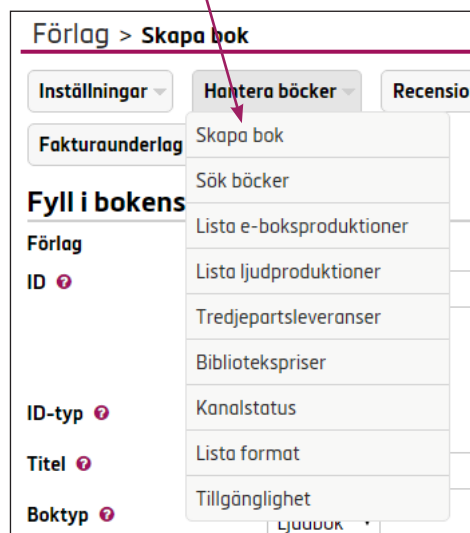 Förlag > Skapa bok
Inställningar Hantera böcker Recensio
Fakturaunderlag
Skapa bok
Sök böcker
Lista e-boksproduktioner
Lista ljudproduktioner
Tredjepartsleveranser
Bibliotekspriser
Kanalstatus
Lista format
Tillgänglighet
Fyll i bokens
Förlag
ID ?
ID-typ ?
Titel ?
Boktyp ? Ljudbok